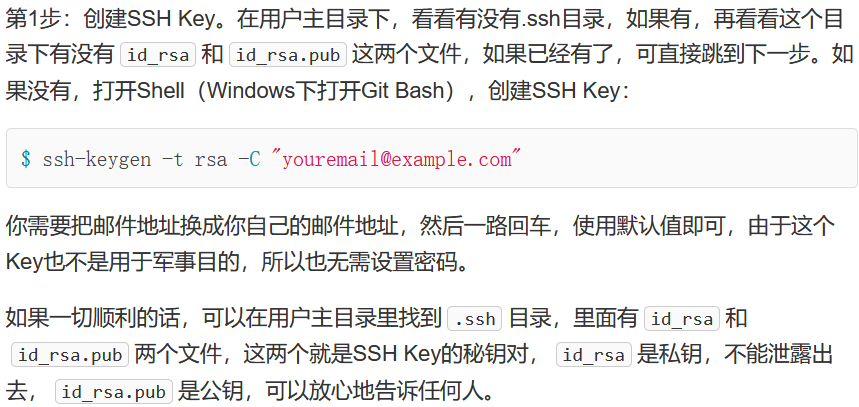 第1步：创建SSH Key。在用户主目录下，看看有没有.ssh目录，如果有，再看看这个目
录下有没有 id_rsa 和 id_rsa.pub 这两个文件，如果已经有了，可直接跳到下一步。如
果没有，打开Shell（Windows下打开Git Bash），创建SSH Key：
$ ssh-keygen -t rsa -C "youremail@example.com"
你需要把邮件地址换成你自己的邮件地址，然后一路回车，使用默认值即可，由于这个
Key也不是用于军事目的，所以也无需设置密码。
如果一切顺利的话，可以在用户主目录里找到 .ssh 目录，里面有 id_rsa 和
id_rsa.pub 两个文件，这两个就是SSH Key的秘钥对， id_rsa 是私钥，不能泄露出
去， id_rsa.pub 是公钥，可以放心地告诉任何人。